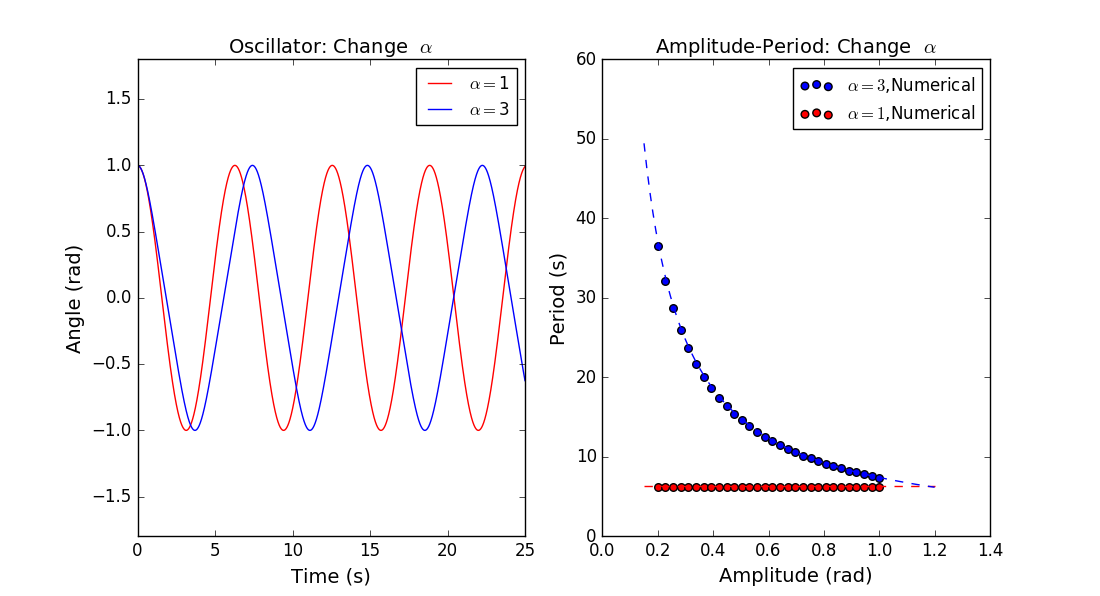 Oscillator: Change α
α = 1
α = 3
1.5
1.0
0.5
0.0
−0.5
−1.0
−1.5
Angle (rad)
0 5 10 15 20 25
Time (s)
Amplitude-Period: Change α
α = 3,Numerical
α = 1,Numerical
60
50
40
30
20
10
0
Period (s)
0.0 0.2 0.4 0.6 0.8 1.0 1.2 1.4
Amplitude (rad)